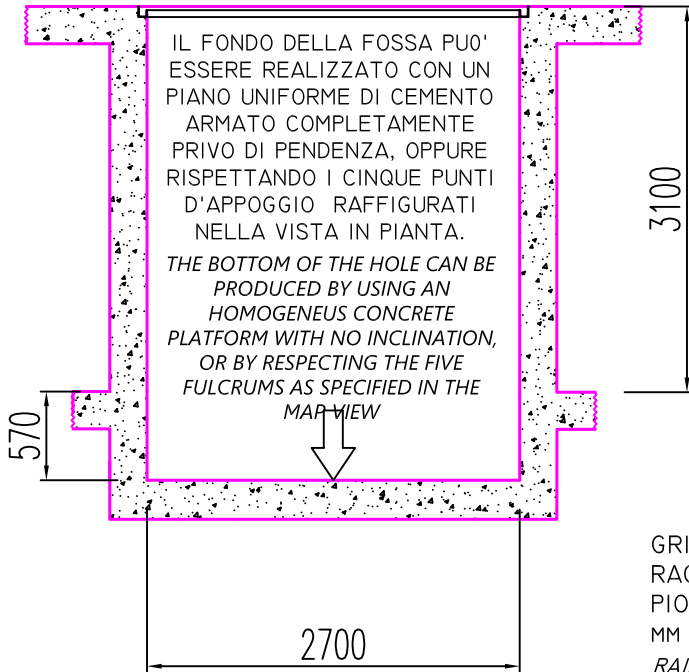 IL FONDO DELLA FOSSA PUO'
ESSERE REALIZZATO CON UN
PIANO UNIFORME DI CEMENTO
ARMATO COMPLETAMENTE
PRIVO DI PENDENZA, OPPURE
RISPETTANDO I CINQUE PUNTI
D'APPOGGIO RAFFIGURATI
NELLA VISTA IN PIANTA.
THE BOTTOM OF THE HOLE CAN BE
PRODUCED BY USING AN
HOMOGENEUS CONCRETE
PLATFORM WITH NO INCLINATION,
OR BY RESPECTING THE FIVE
FULCRUMS AS SPECIFIED IN THE
MAP VIEW
3100
570
2700
GRI
PIO
MM